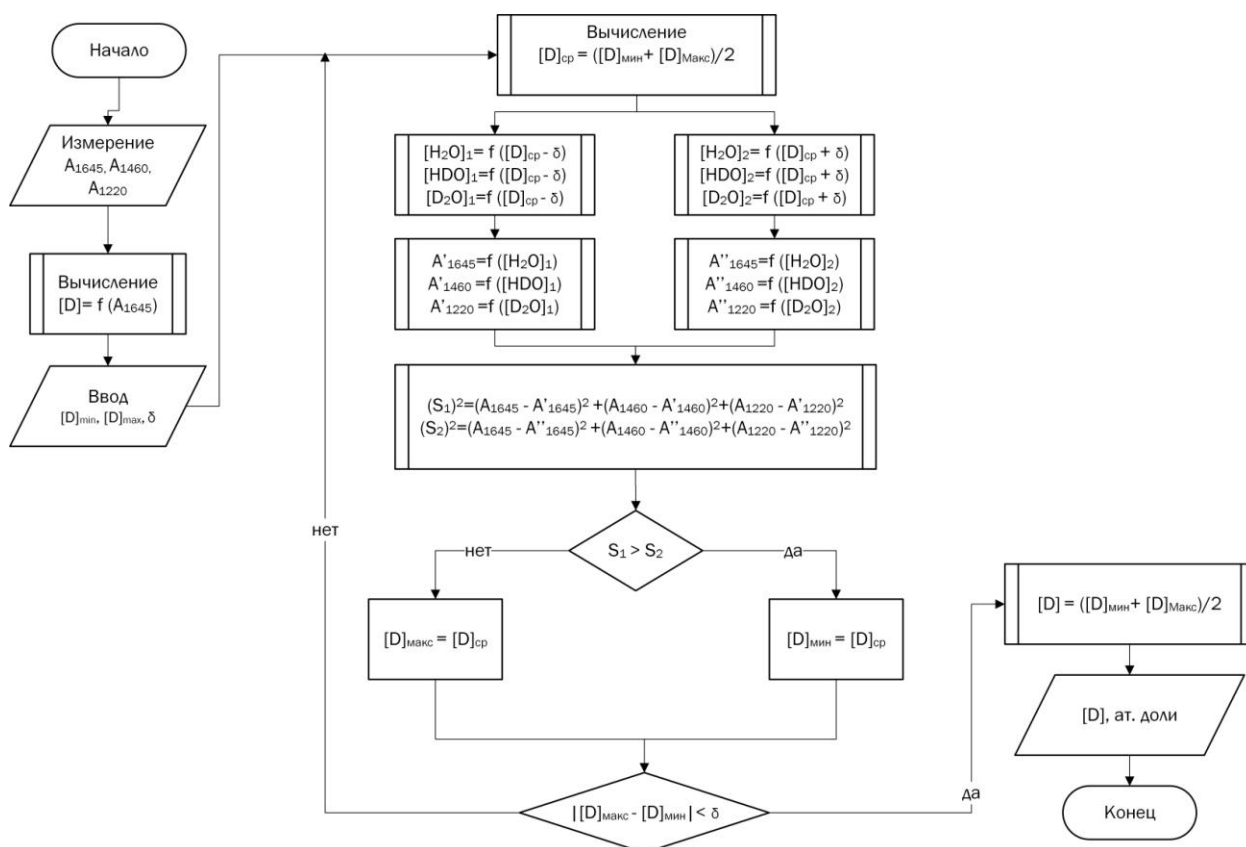 Начало
Измерение
A₁₆₄₅, A₁₄₆₀,
A₁₂₂₀
Вычисление
[D]= f (A₁₆₄₅)
Ввод
[D]min, [D]max, δ
Вычисление
[D]ср = ([D]мин+ [D]Макс)/2
[H₂O]₁= f ([D]ср - δ)
[HDO]₁=f ([D]ср - δ)
[D₂O]₁=f ([D]ср - δ)
[H₂O]₂= f ([D]ср + δ)
[HDO]₂=f ([D]ср + δ)
[D₂O]₂=f ([D]ср + δ)
A'₁₆₄₅=f ([H₂O]₁)
A'₁₄₆₀ =f ([HDO]₁)
A'₁₂₂₀ =f ([D₂O]₁)
A''₁₆₄₅=f ([H₂O]₂)
A''₁₄₆₀ =f ([HDO]₂)
A''₁₂₂₀ =f ([D₂O]₂)
(S₁)²=(A₁₆₄₅ - A'₁₆₄₅)² +(A₁₄₆₀ - A'₁₄₆₀)²+(A₁₂₂₀ - A'₁₂₂₀)²
(S₂)²=(A₁₆₄₅ - A''₁₆₄₅)² +(A₁₄₆₀ - A''₁₄₆₀)²+(A₁₂₂₀ - A''₁₂₂₀)²
нет
нет
S₁ > S₂
да
[D]макс = [D]ср
[D]мин = [D]ср
|[D]макс - [D]мин| < δ
да
[D] = ([D]мин+ [D]Макс)/2
[D], ат. доли
Конец